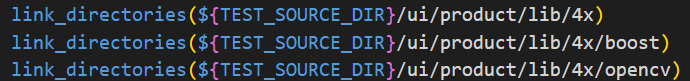 link_directories(${TEST_SOURCE_DIR}/ui/product/lib/4x)
link_directories(${TEST_SOURCE_DIR}/ui/product/lib/4x/boost)
link_directories(${TEST_SOURCE_DIR}/ui/product/lib/4x/opencv)